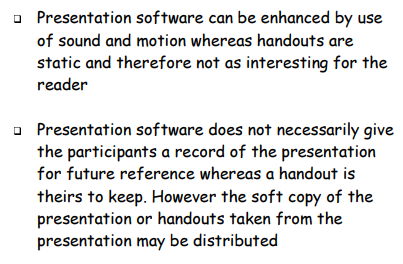 ❑ Presentation software can be enhanced by use
of sound and motion whereas handouts are
static and therefore not as interesting for the
reader
❑ Presentation software does not necessarily give
the participants a record of the presentation
for future reference whereas a handout is
theirs to keep. However the soft copy of the
presentation or handouts taken from the
presentation may be distributed